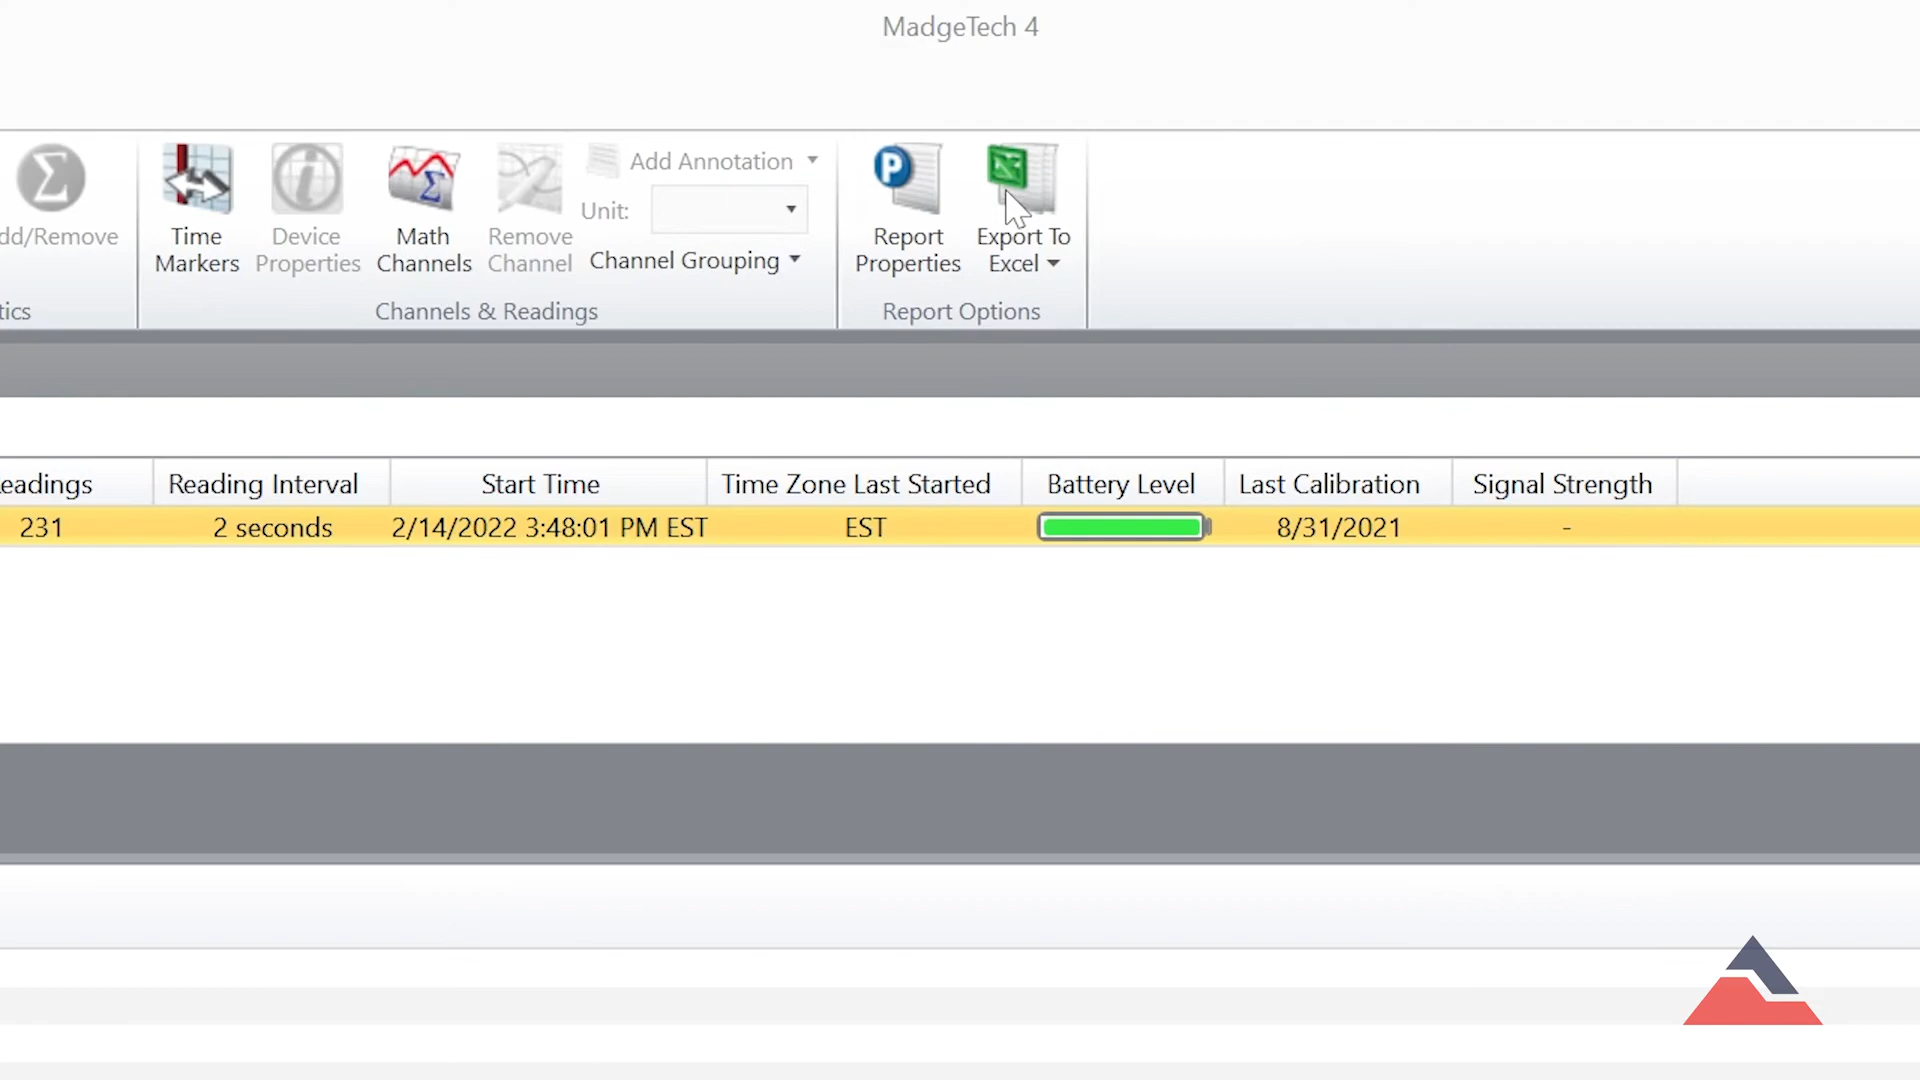 MadgeTech 4
dd/Remove
Time Markers
Device Properties
Math Channels
Remove Channel
Add Annotation
Unit:
Channel Grouping
Report Properties
Export To Excel
tics
Channels & Readings
Report Options
eadings Reading Interval Start Time Time Zone Last Started Battery Level Last Calibration Signal Strength
231 2 seconds 2/14/2022 3:48:01 PM EST EST 8/31/2021 -